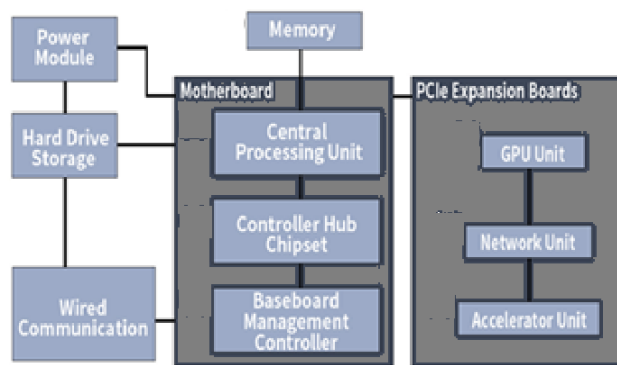 Power
Module
Memory
Motherboard
PCIe Expansion Boards
Hard Drive
Storage
Central
Processing Unit
GPU Unit
Controller Hub
Chipset
Network Unit
Wired
Communication
Baseboard
Management
Controller
Accelerator Unit